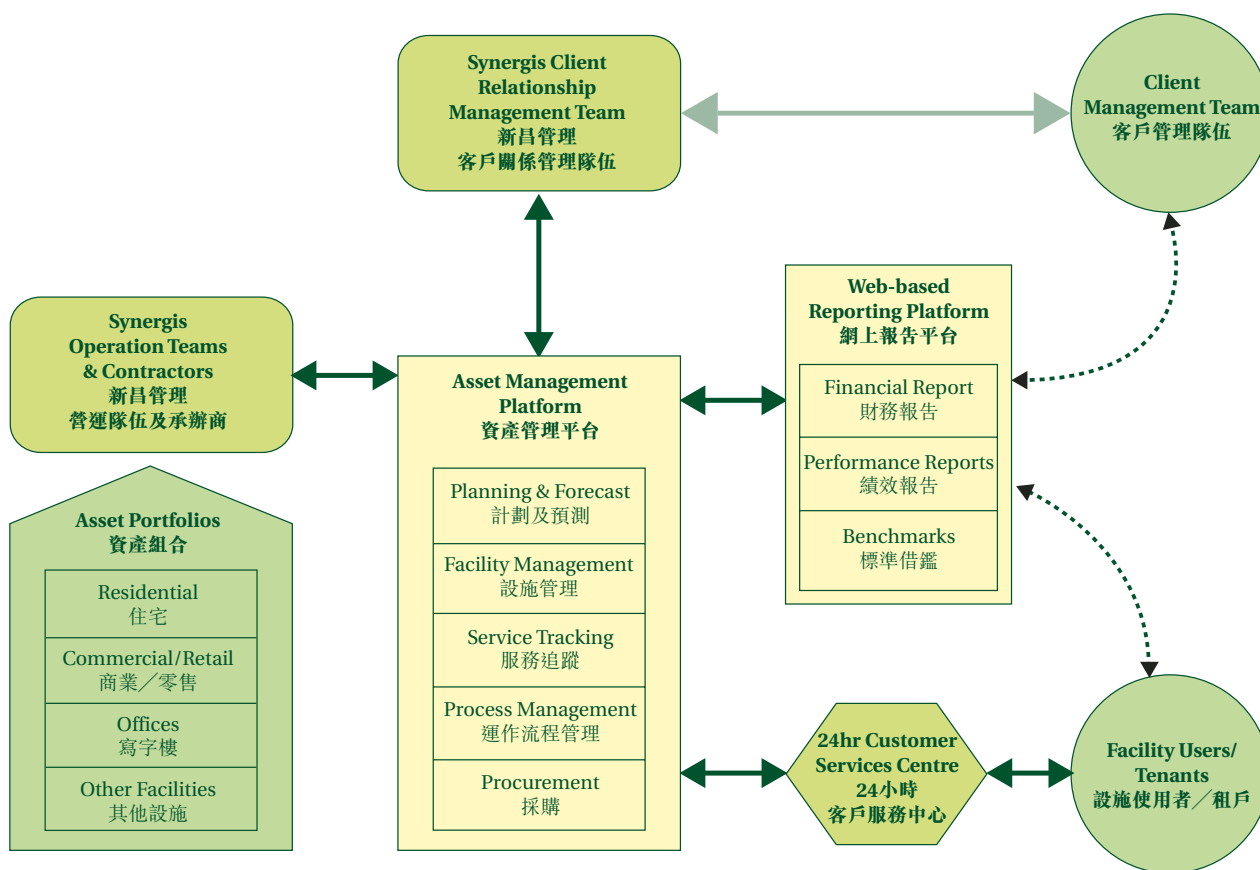 Synergis Client
Relationship
Management Team
新昌管理
客戶關係管理隊伍
Client
Management Team
客戶管理隊伍
Synergis
Operation Teams
& Contractors
新昌管理
營運隊伍及承辦商
Asset Portfolios
資產組合
Residential
住宅
Commercial/Retail
商業／零售
Offices
寫字樓
Other Facilities
其他設施
Asset Management
Platform
資產管理平台
Planning & Forecast
計劃及預測
Facility Management
設施管理
Service Tracking
服務追蹤
Process Management
運作流程管理
Procurement
採購
Web-based
Reporting Platform
網上報告平台
Financial Report
財務報告
Performance Reports
績效報告
Benchmarks
標準借鑑
24hr Customer
Services Centre
24小時
客戶服務中心
Facility Users/
Tenants
設施使用者／租戶